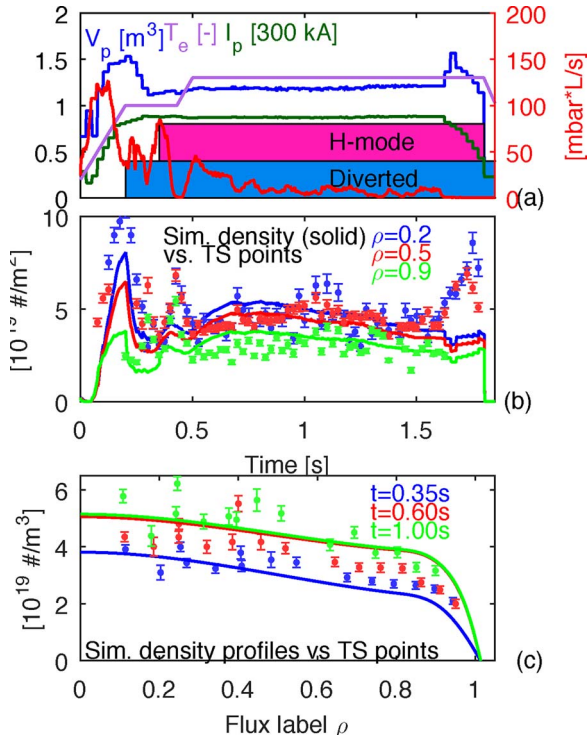 V_p [m^3] T_e [-] I_p [300 kA]
2
1.5
1
0.5
0
200
150
100
50
0
[mbar*L/s]
H-mode
Diverted
(a)
10
5
0
Sim. density (solid)
vs. TS points
ρ=0.2
ρ=0.5
ρ=0.9
0
0.5
1
1.5
(b)
Time [s]
6
4
2
0
[10^19 #/m^3]
t=0.35s
t=0.60s
t=1.00s
Sim. density profiles vs TS points
(c)
0
0.2
0.4
0.6
0.8
1
Flux label ρ